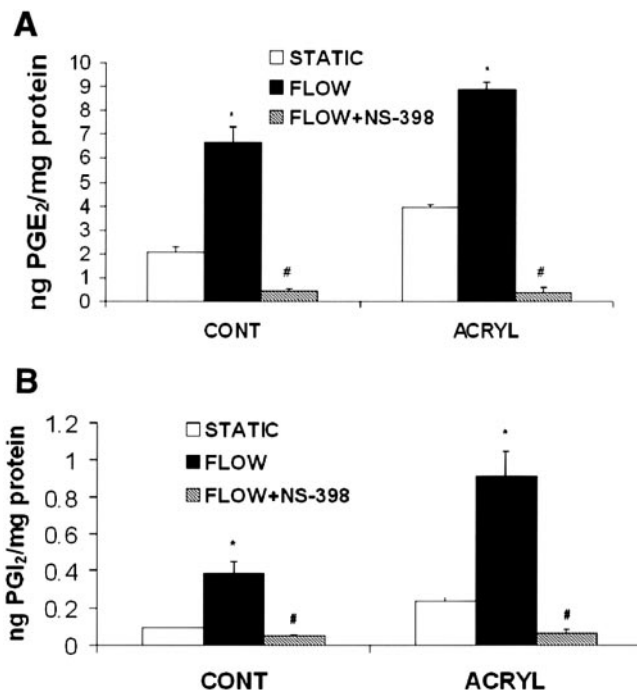 A
ng PGE₂/mg protein
10
9
8
7
6
5
4
3
2
1
0
STATIC
FLOW
FLOW+NS-398
*
*
#
#
CONT
ACRYL
B
ng PGI₂/mg protein
1.2
1
0.8
0.6
0.4
0.2
0
STATIC
FLOW
FLOW+NS-398
*
*
#
#
CONT
ACRYL